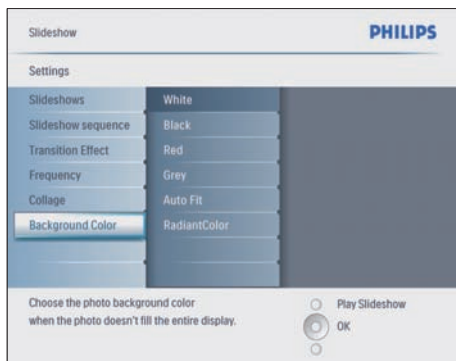 Slideshow
PHILIPS
Settings
Slideshows
Slideshow sequence
Transition Effect
Frequency
Collage
Background Color
White
Black
Red
Grey
Auto Fit
RadiantColor
Choose the photo background color
when the photo doesn't fill the entire display.
Play Slideshow
OK